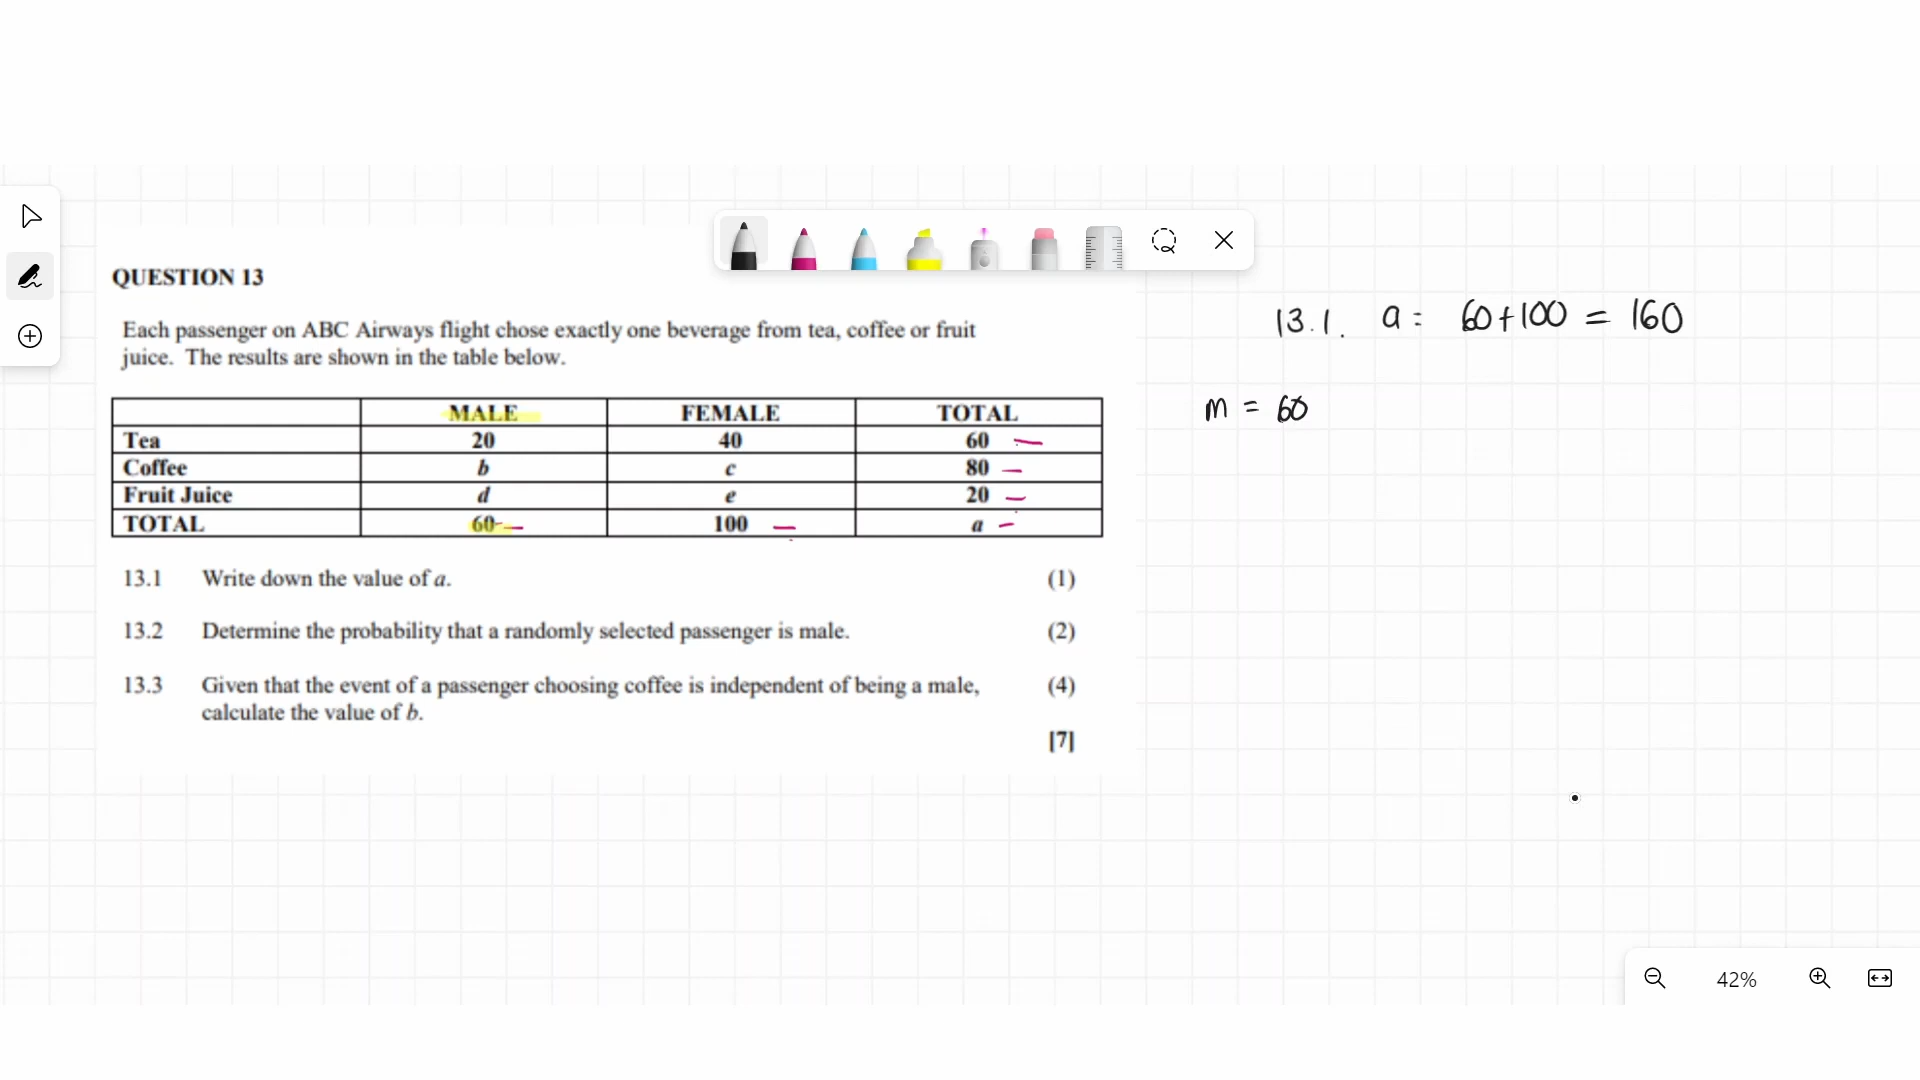 QUESTION 13
Each passenger on ABC Airways flight chose exactly one beverage from tea, coffee or fruit
juice. The results are shown in the table below.
MALE FEMALE TOTAL
Tea 20 40 60
Coffee b c 80
Fruit Juice d e 20
TOTAL 60 100 a
13.1 Write down the value of a. (1)
13.2 Determine the probability that a randomly selected passenger is male. (2)
13.3 Given that the event of a passenger choosing coffee is independent of being a male, (4)
calculate the value of b.
[7]
13.1. a: 60+100 = 160
m = 60
42%